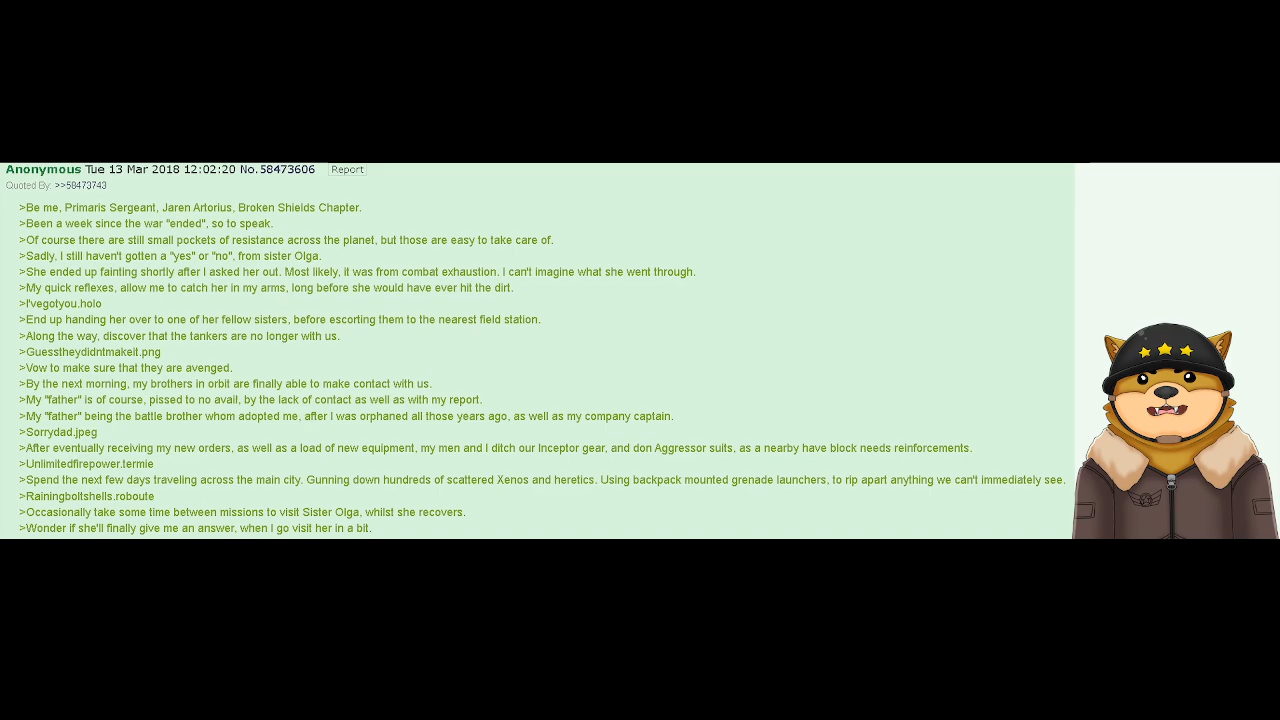 Anonymous Tue 13 Mar 2018 12:02:20 No.58473606 Report
Quoted By: >>58473743
>Be me, Primaris Sergeant, Jaren Artorius, Broken Shields Chapter.
>Been a week since the war "ended", so to speak.
>Of course there are still small pockets of resistance across the planet, but those are easy to take care of.
>Sadly, I still haven't gotten a "yes" or "no", from sister Olga.
>She ended up fainting shortly after I asked her out. Most likely, it was from combat exhaustion. I can't imagine what she went through.
>My quick reflexes, allow me to catch her in my arms, long before she would have ever hit the dirt.
>I'vegotyou.holo
>End up handing her over to one of her fellow sisters, before escorting them to the nearest field station.
>Along the way, discover that the tankers are no longer with us.
>Guesstheydidntmakeit.png
>Vow to make sure that they are avenged.
>By the next morning, my brothers in orbit are finally able to make contact with us.
>My "father" is of course, pissed to no avail, by the lack of contact as well as with my report.
>My "father" being the battle brother whom adopted me, after I was orphaned all those years ago, as well as my company captain.
>Sorrydad.jpeg
>After eventually receiving my new orders, as well as a load of new equipment, my men and I ditch our Inceptor gear, and don Aggressor suits, as a nearby have block needs reinforcements.
>Unlimitedfirepower.termie
>Spend the next few days traveling across the main city. Gunning down hundreds of scattered Xenos and heretics. Using backpack mounted grenade launchers, to rip apart anything we can't immediately see.
>Rainingboltshells.roboute
>Occasionally take some time between missions to visit Sister Olga, whilst she recovers.
>Wonder if she'll finally give me an answer, when I go visit her in a bit.